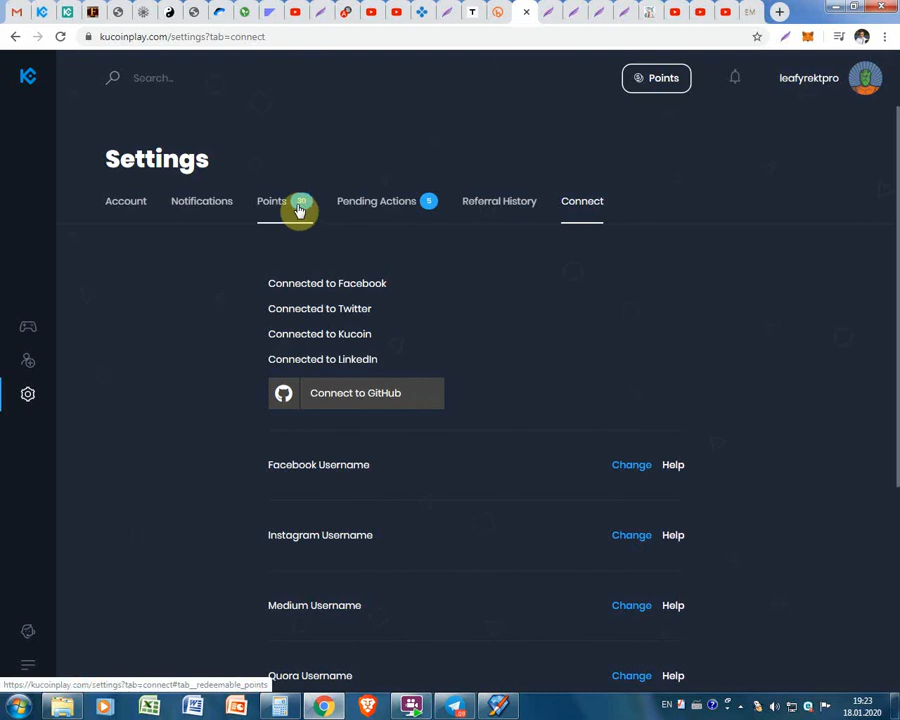 kucoinplay.com/settings?tab=connect
Search...
Points
leafyrektpro
Settings
Account
Notifications
Points 30
Pending Actions 5
Referral History
Connect
Connected to Facebook
Connected to Twitter
Connected to Kucoin
Connected to LinkedIn
Connect to GitHub
Facebook Username Change Help
Instagram Username Change Help
Medium Username Change Help
Quora Username Change Help
https://kucoinplay.com/settings?tab=connect#tab__redeemable_points
EN
19:23
18.01.2020